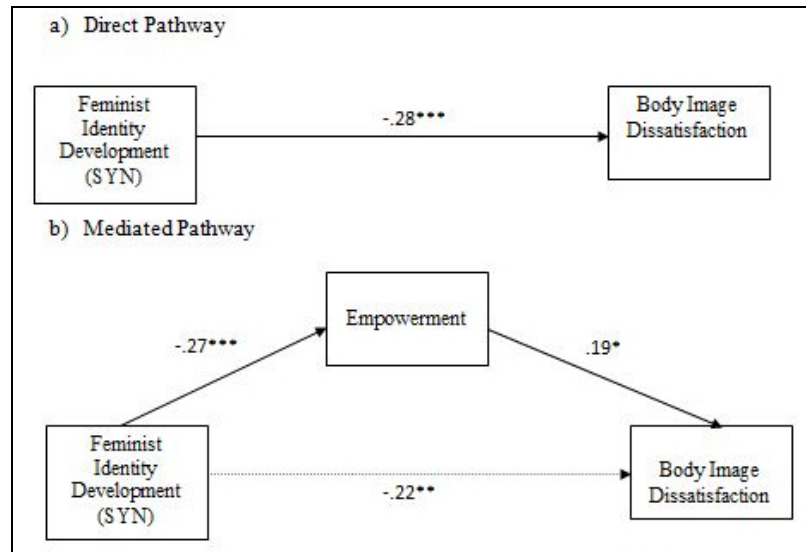 a) Direct Pathway
Feminist
Identity
Development
(SYN)
-.28***
Body Image
Dissatisfaction
b) Mediated Pathway
Empowerment
-.27***
.19*
Feminist
Identity
Development
(SYN)
-.22**
Body Image
Dissatisfaction